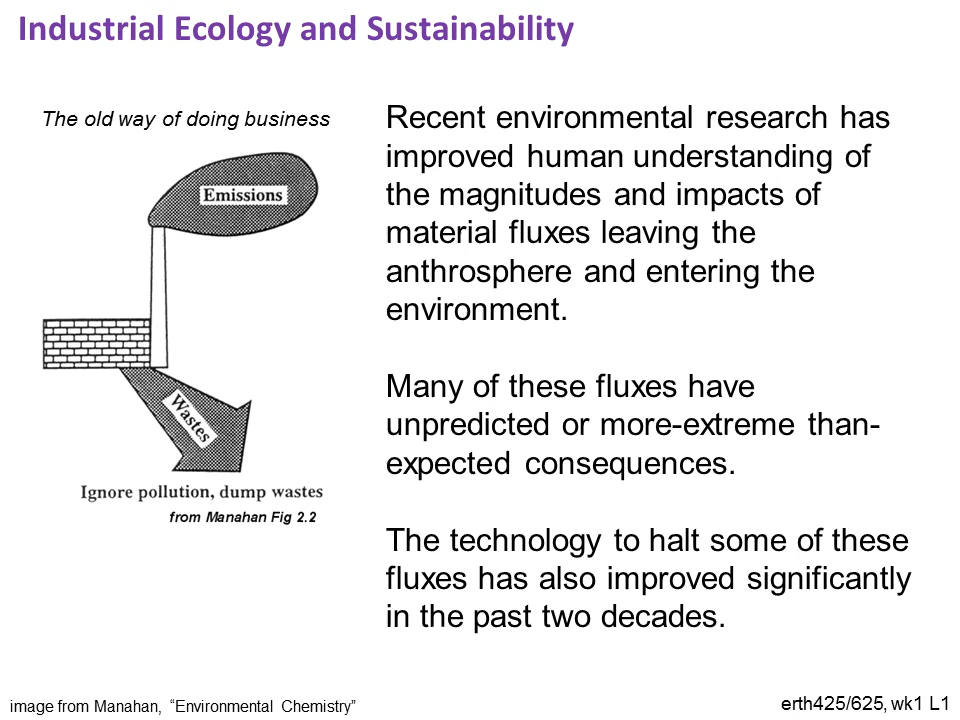 Industrial Ecology and Sustainability
The old way of doing business
Emissions
Wastes
Ignore pollution, dump wastes
from Manahan Fig 2.2
Recent environmental research has
improved human understanding of
the magnitudes and impacts of
material fluxes leaving the
anthrosphere and entering the
environment.
Many of these fluxes have
unpredicted or more-extreme than-
expected consequences.
The technology to halt some of these
fluxes has also improved significantly
in the past two decades.
image from Manahan, “Environmental Chemistry”
erth425/625, wk1 L1